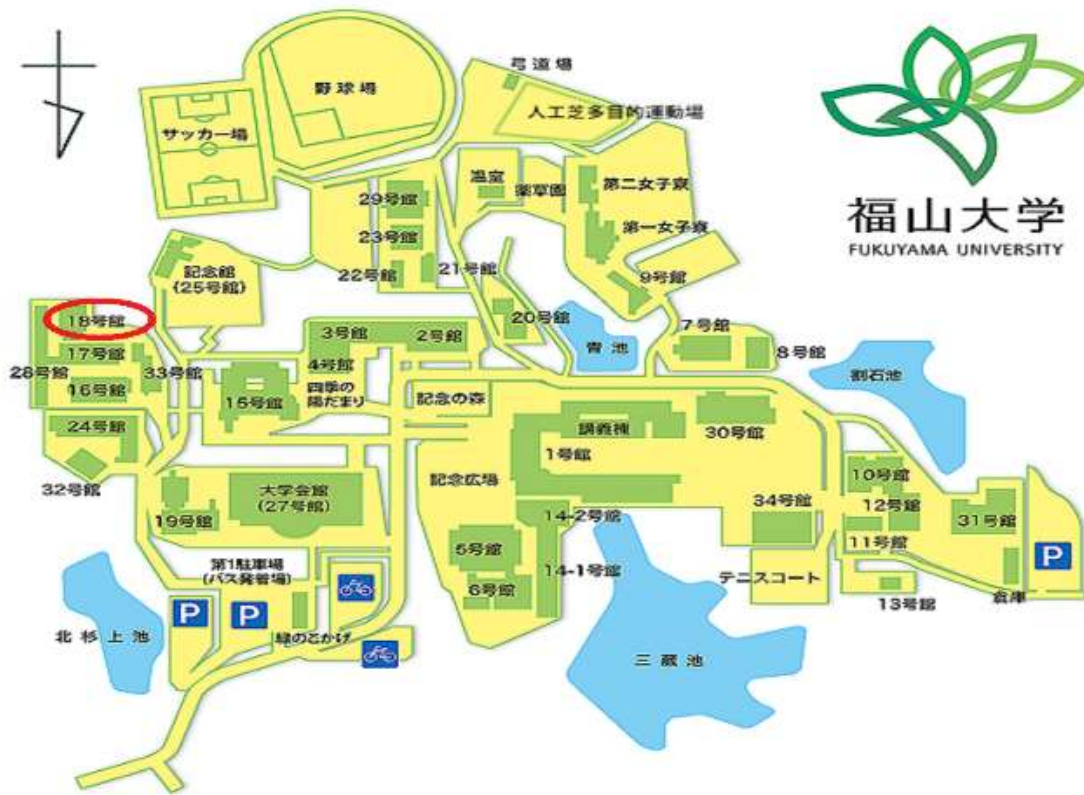 弓道場
野球場
人工芝多目的運動場
サッカー場
温室
薬草園
第二女子寮
29号館
第一女子寮
福山大学
FUKUYAMA UNIVERSITY
23号館
記念館
(25号館)
22号館
21号館
9号館
18号館
20号館
3号館
2号館
青池
7号館
8号館
17号館
28号館
33号館
4号館
割石池
16号館
15号館
四季の
陽だまり
記念の森
24号館
講義棟
30号館
1号館
32号館
大学会館
(27号館)
記念広場
10号館
34号館
12号館
19号館
14-2号館
31号館
11号館
5号館
P
第1駐車場
(バス発着場)
14-1号館
テニスコート
6号館
13号館
倉庫
P
P
北杉上池
緑のとかげ
三蔵池